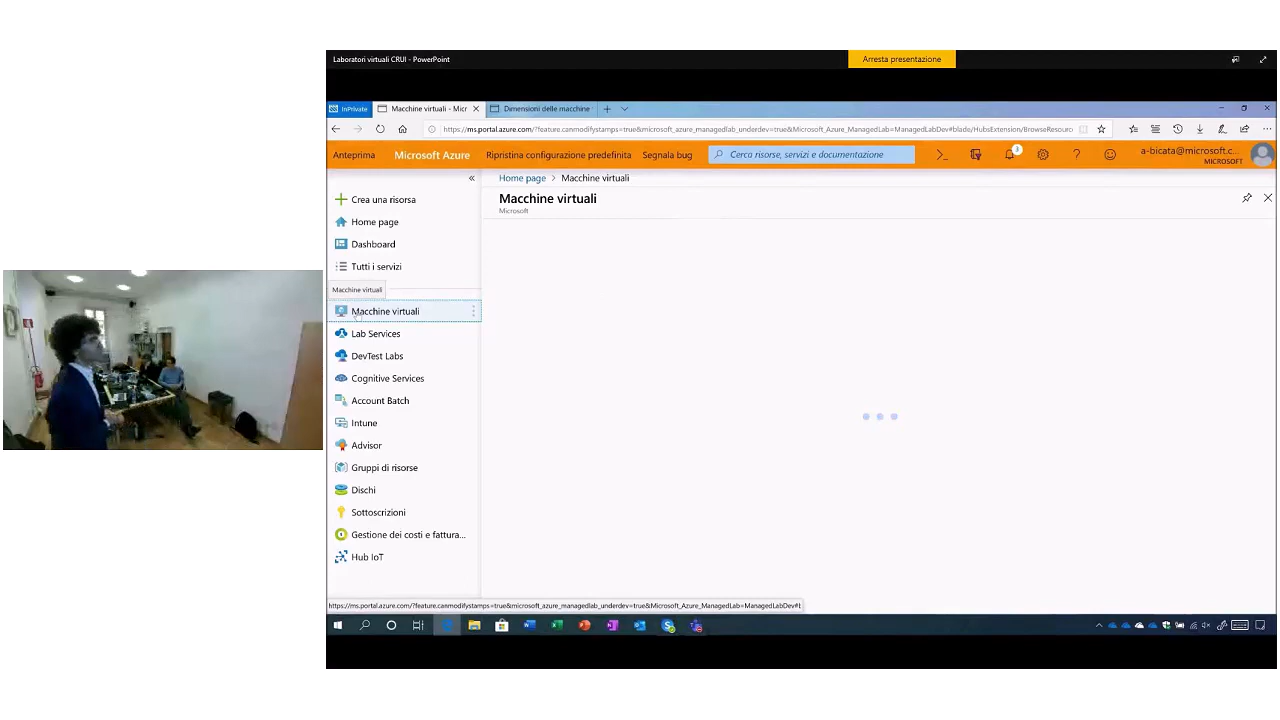 Laboratori virtuali CRUI - PowerPoint
Arresta presentazione
InPrivate
Macchine virtuali - Micr
Dimensioni delle macchine
https://ms.portal.azure.com/?feature.canmodifystamps=true&microsoft_azure_managedlab_underdev=true&Microsoft_Azure_ManagedLab=ManagedLabDev#blade/HubsExtension/BrowseResourc
Anteprima
Microsoft Azure
Ripristina configurazione predefinita
Segnala bug
Cerca risorse, servizi e documentazione
3
a-bicata@microsoft.c...
MICROSOFT
Home page > Macchine virtuali
Macchine virtuali
Microsoft
Crea una risorsa
Home page
Dashboard
Tutti i servizi
Macchine virtuali
Macchine virtuali
Lab Services
DevTest Labs
Cognitive Services
Account Batch
Intune
Advisor
Gruppi di risorse
Dischi
Sottoscrizioni
Gestione dei costi e fattura...
Hub IoT
https://ms.portal.azure.com/?feature.canmodifystamps=true&microsoft_azure_managedlab_underdev=true&Microsoft_Azure_ManagedLab=ManagedLabDev#